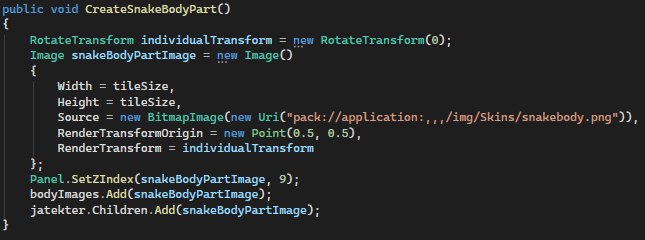 public void CreateSnakeBodyPart()
{
    RotateTransform individualTransform = new RotateTransform(0);
    Image snakeBodyPartImage = new Image()
    {
        Width = tileSize,
        Height = tileSize,
        Source = new BitmapImage(new Uri("pack://application:,,,/img/Skins/snakebody.png")),
        RenderTransformOrigin = new Point(0.5, 0.5),
        RenderTransform = individualTransform
    };
    Panel.SetZIndex(snakeBodyPartImage, 9);
    bodyImages.Add(snakeBodyPartImage);
    jatekter.Children.Add(snakeBodyPartImage);
}